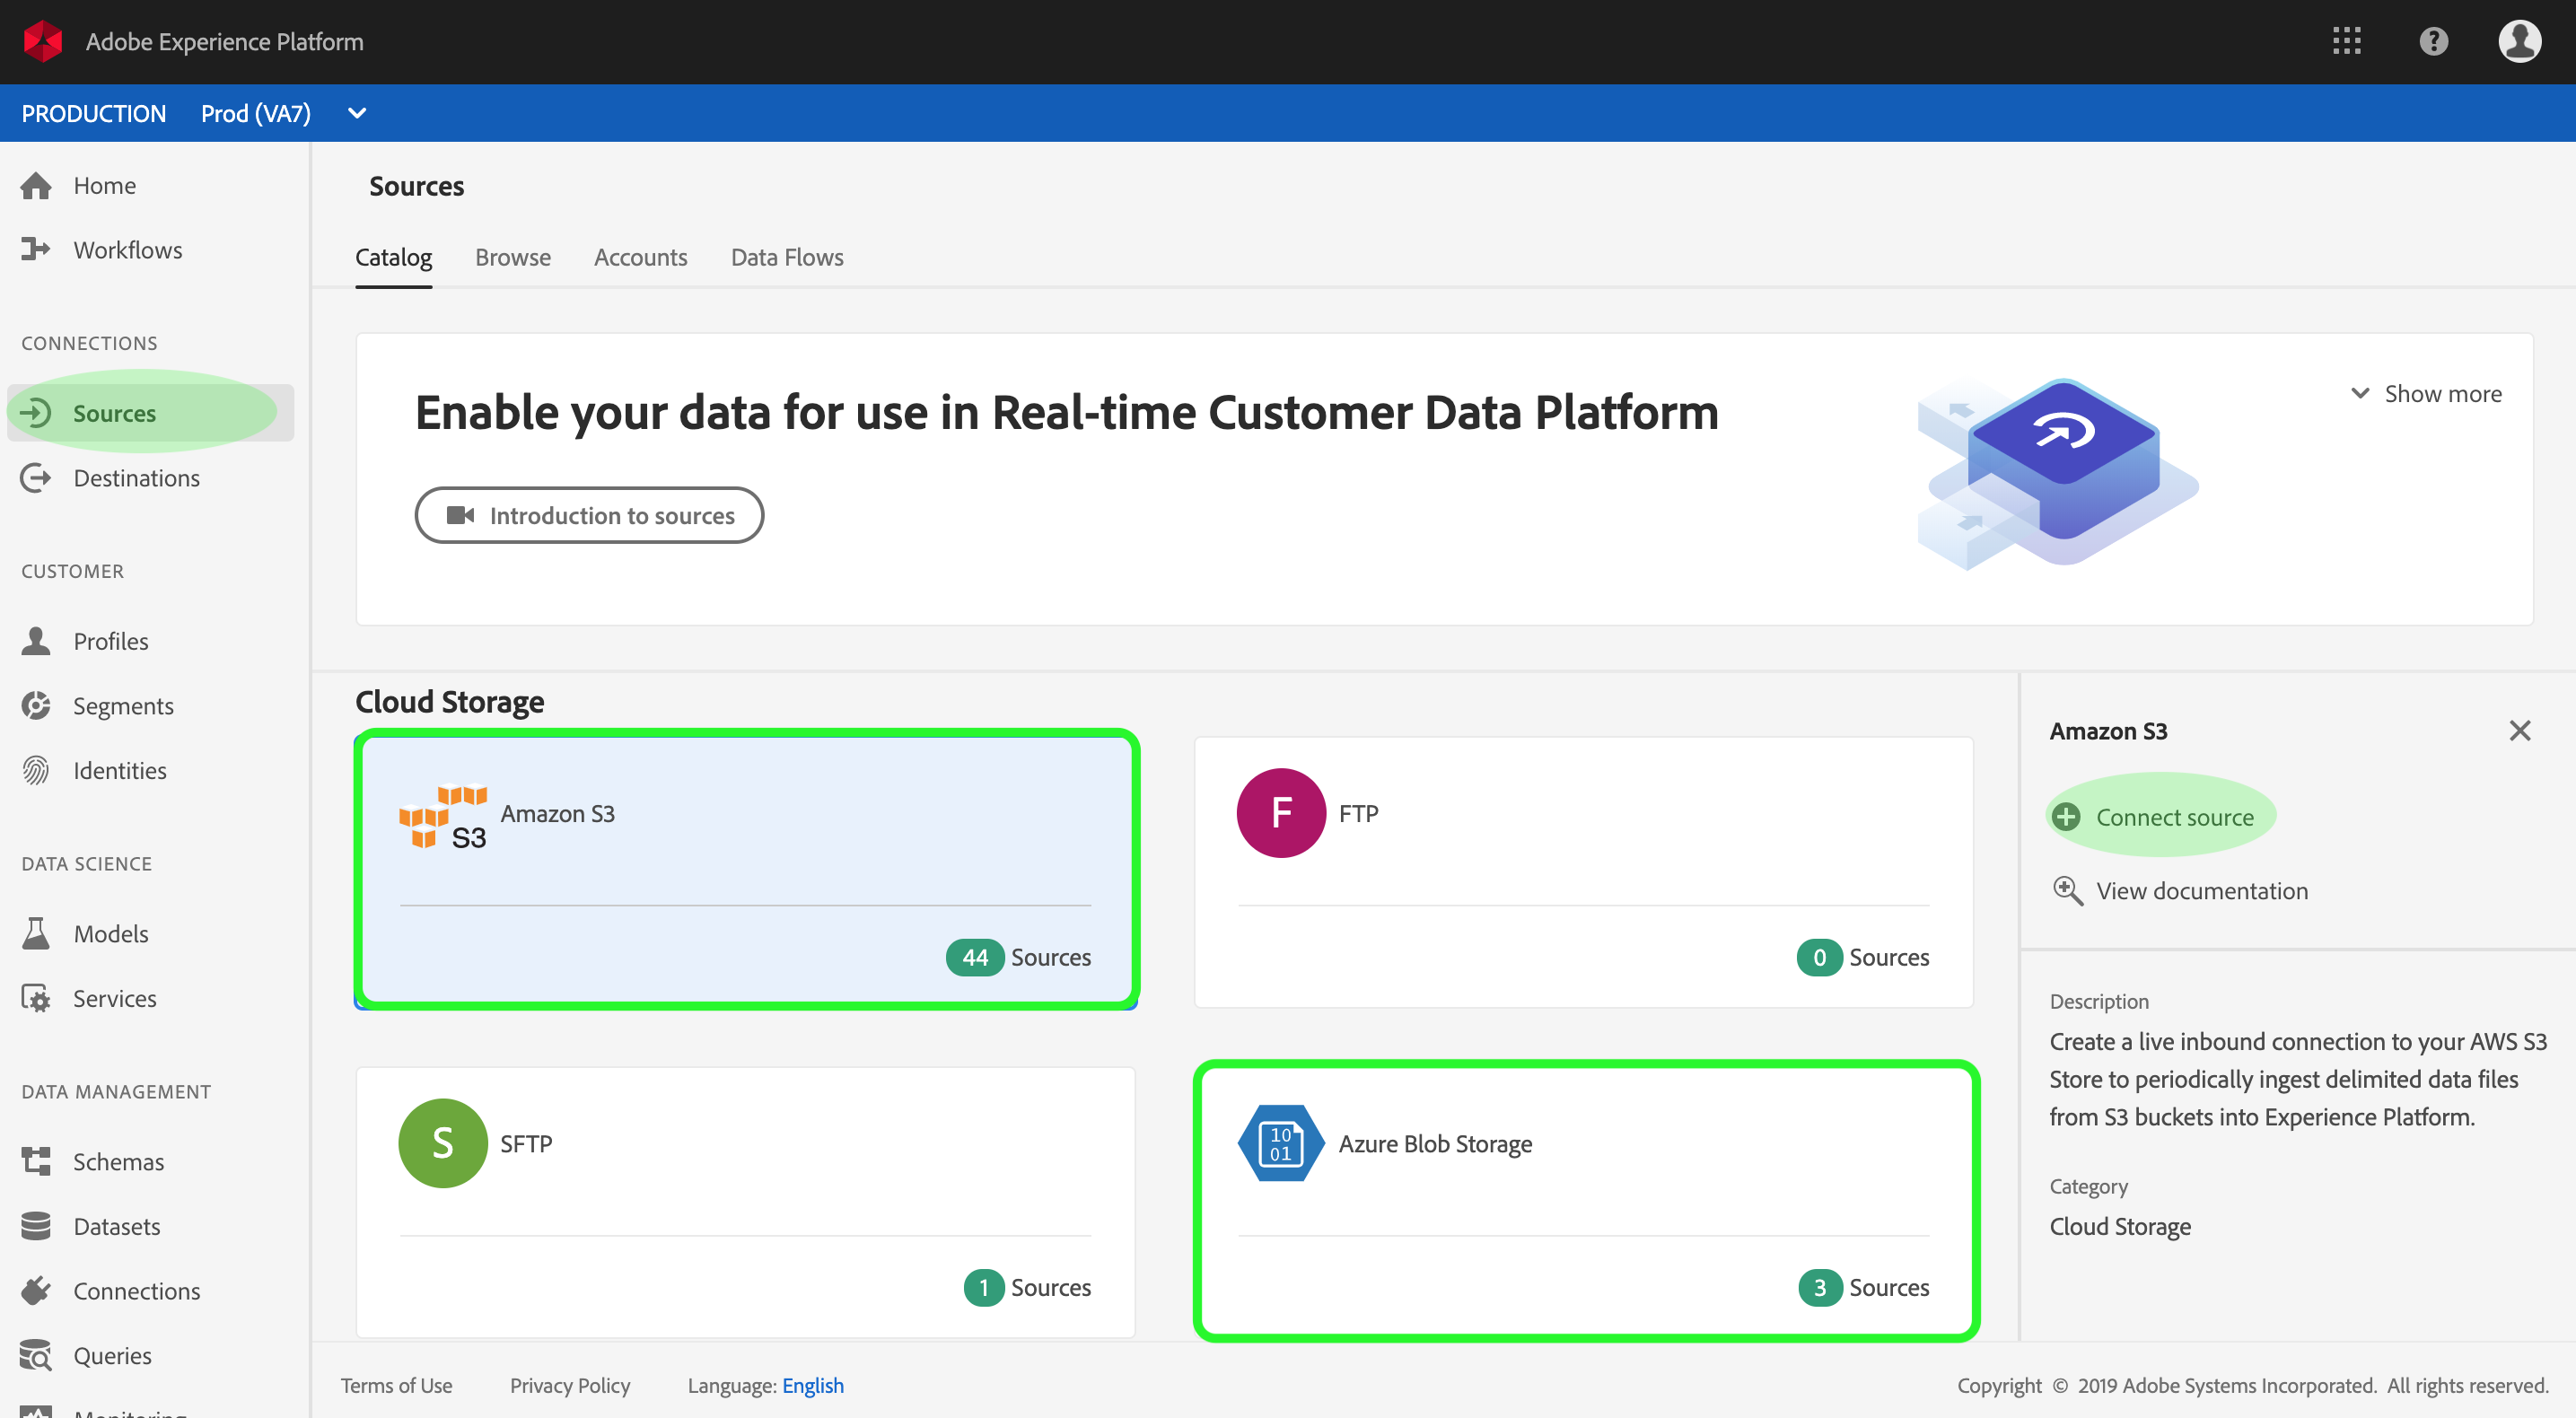 Adobe Experience Platform
PRODUCTION Prod (VA7)
Home
Workflows
CONNECTIONS
Sources
Destinations
CUSTOMER
Profiles
Segments
Identities
DATA SCIENCE
Models
Services
DATA MANAGEMENT
Schemas
Datasets
Connections
Queries
Monitoring
Sources
Catalog Browse Accounts Data Flows
Enable your data for use in Real-time Customer Data Platform
Show more
Introduction to sources
Cloud Storage
S3 Amazon S3
44 Sources
F FTP
0 Sources
S SFTP
1 Sources
10
01
Azure Blob Storage
3 Sources
Amazon S3
Connect source
View documentation
Description
Create a live inbound connection to your AWS S3
Store to periodically ingest delimited data files
from S3 buckets into Experience Platform.
Category
Cloud Storage
Terms of Use Privacy Policy Language: English
Copyright © 2019 Adobe Systems Incorporated. All rights reserved.